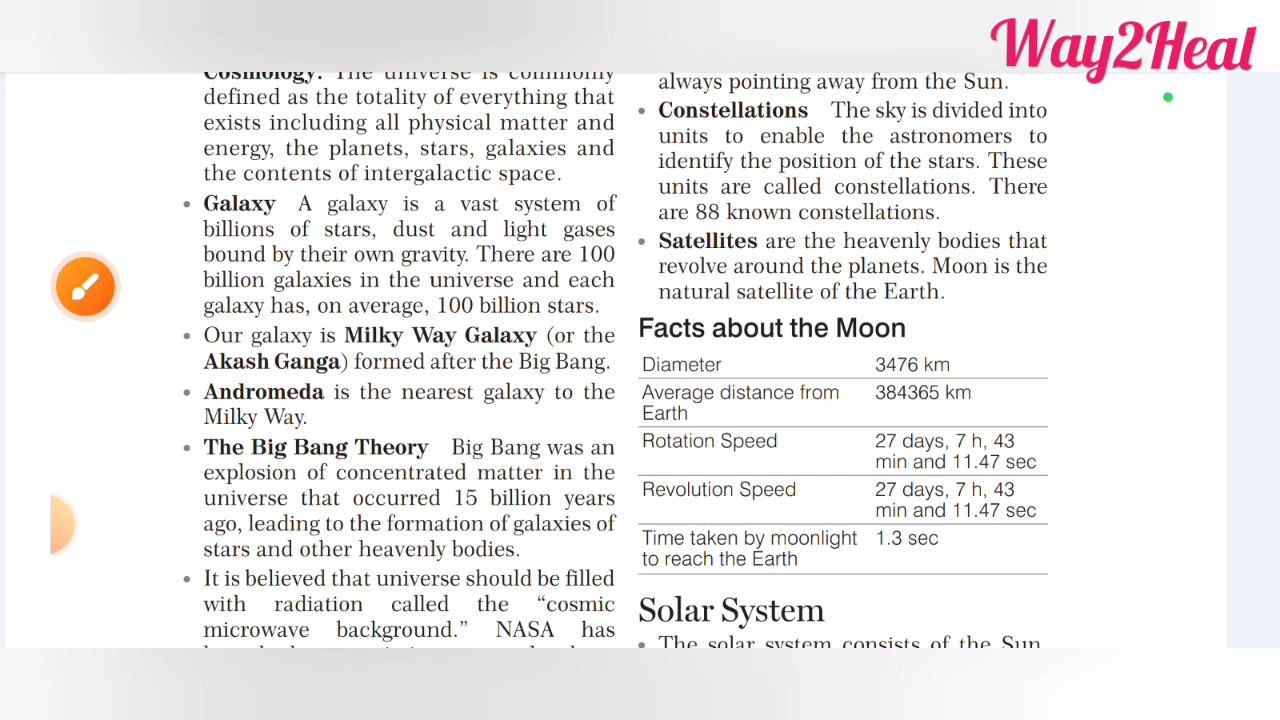 Way2Heal
Cosmology: The universe is commonly
defined as the totality of everything that
exists including all physical matter and
energy, the planets, stars, galaxies and
the contents of intergalactic space.
• Galaxy A galaxy is a vast system of
billions of stars, dust and light gases
bound by their own gravity. There are 100
billion galaxies in the universe and each
galaxy has, on average, 100 billion stars.
• Our galaxy is Milky Way Galaxy (or the
Akash Ganga) formed after the Big Bang.
• Andromeda is the nearest galaxy to the
Milky Way.
• The Big Bang Theory Big Bang was an
explosion of concentrated matter in the
universe that occurred 15 billion years
ago, leading to the formation of galaxies of
stars and other heavenly bodies.
• It is believed that universe should be filled
with radiation called the “cosmic
microwave background.” NASA has
always pointing away from the Sun.
• Constellations The sky is divided into
units to enable the astronomers to
identify the position of the stars. These
units are called constellations. There
are 88 known constellations.
• Satellites are the heavenly bodies that
revolve around the planets. Moon is the
natural satellite of the Earth.
Facts about the Moon
Diameter 3476 km
Average distance from 384365 km
Earth
Rotation Speed 27 days, 7 h, 43
min and 11.47 sec
Revolution Speed 27 days, 7 h, 43
min and 11.47 sec
Time taken by moonlight 1.3 sec
to reach the Earth
Solar System
• The solar system consists of the Sun,